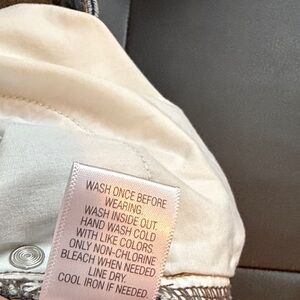 WASH ONCE BEFORE
WEARING.
WASH INSIDE OUT.
HAND WASH COLD
WITH LIKE COLORS.
ONLY NON-CHLORINE
BLEACH WHEN NEEDED
LINE DRY.
COOL IRON IF NEEDED.